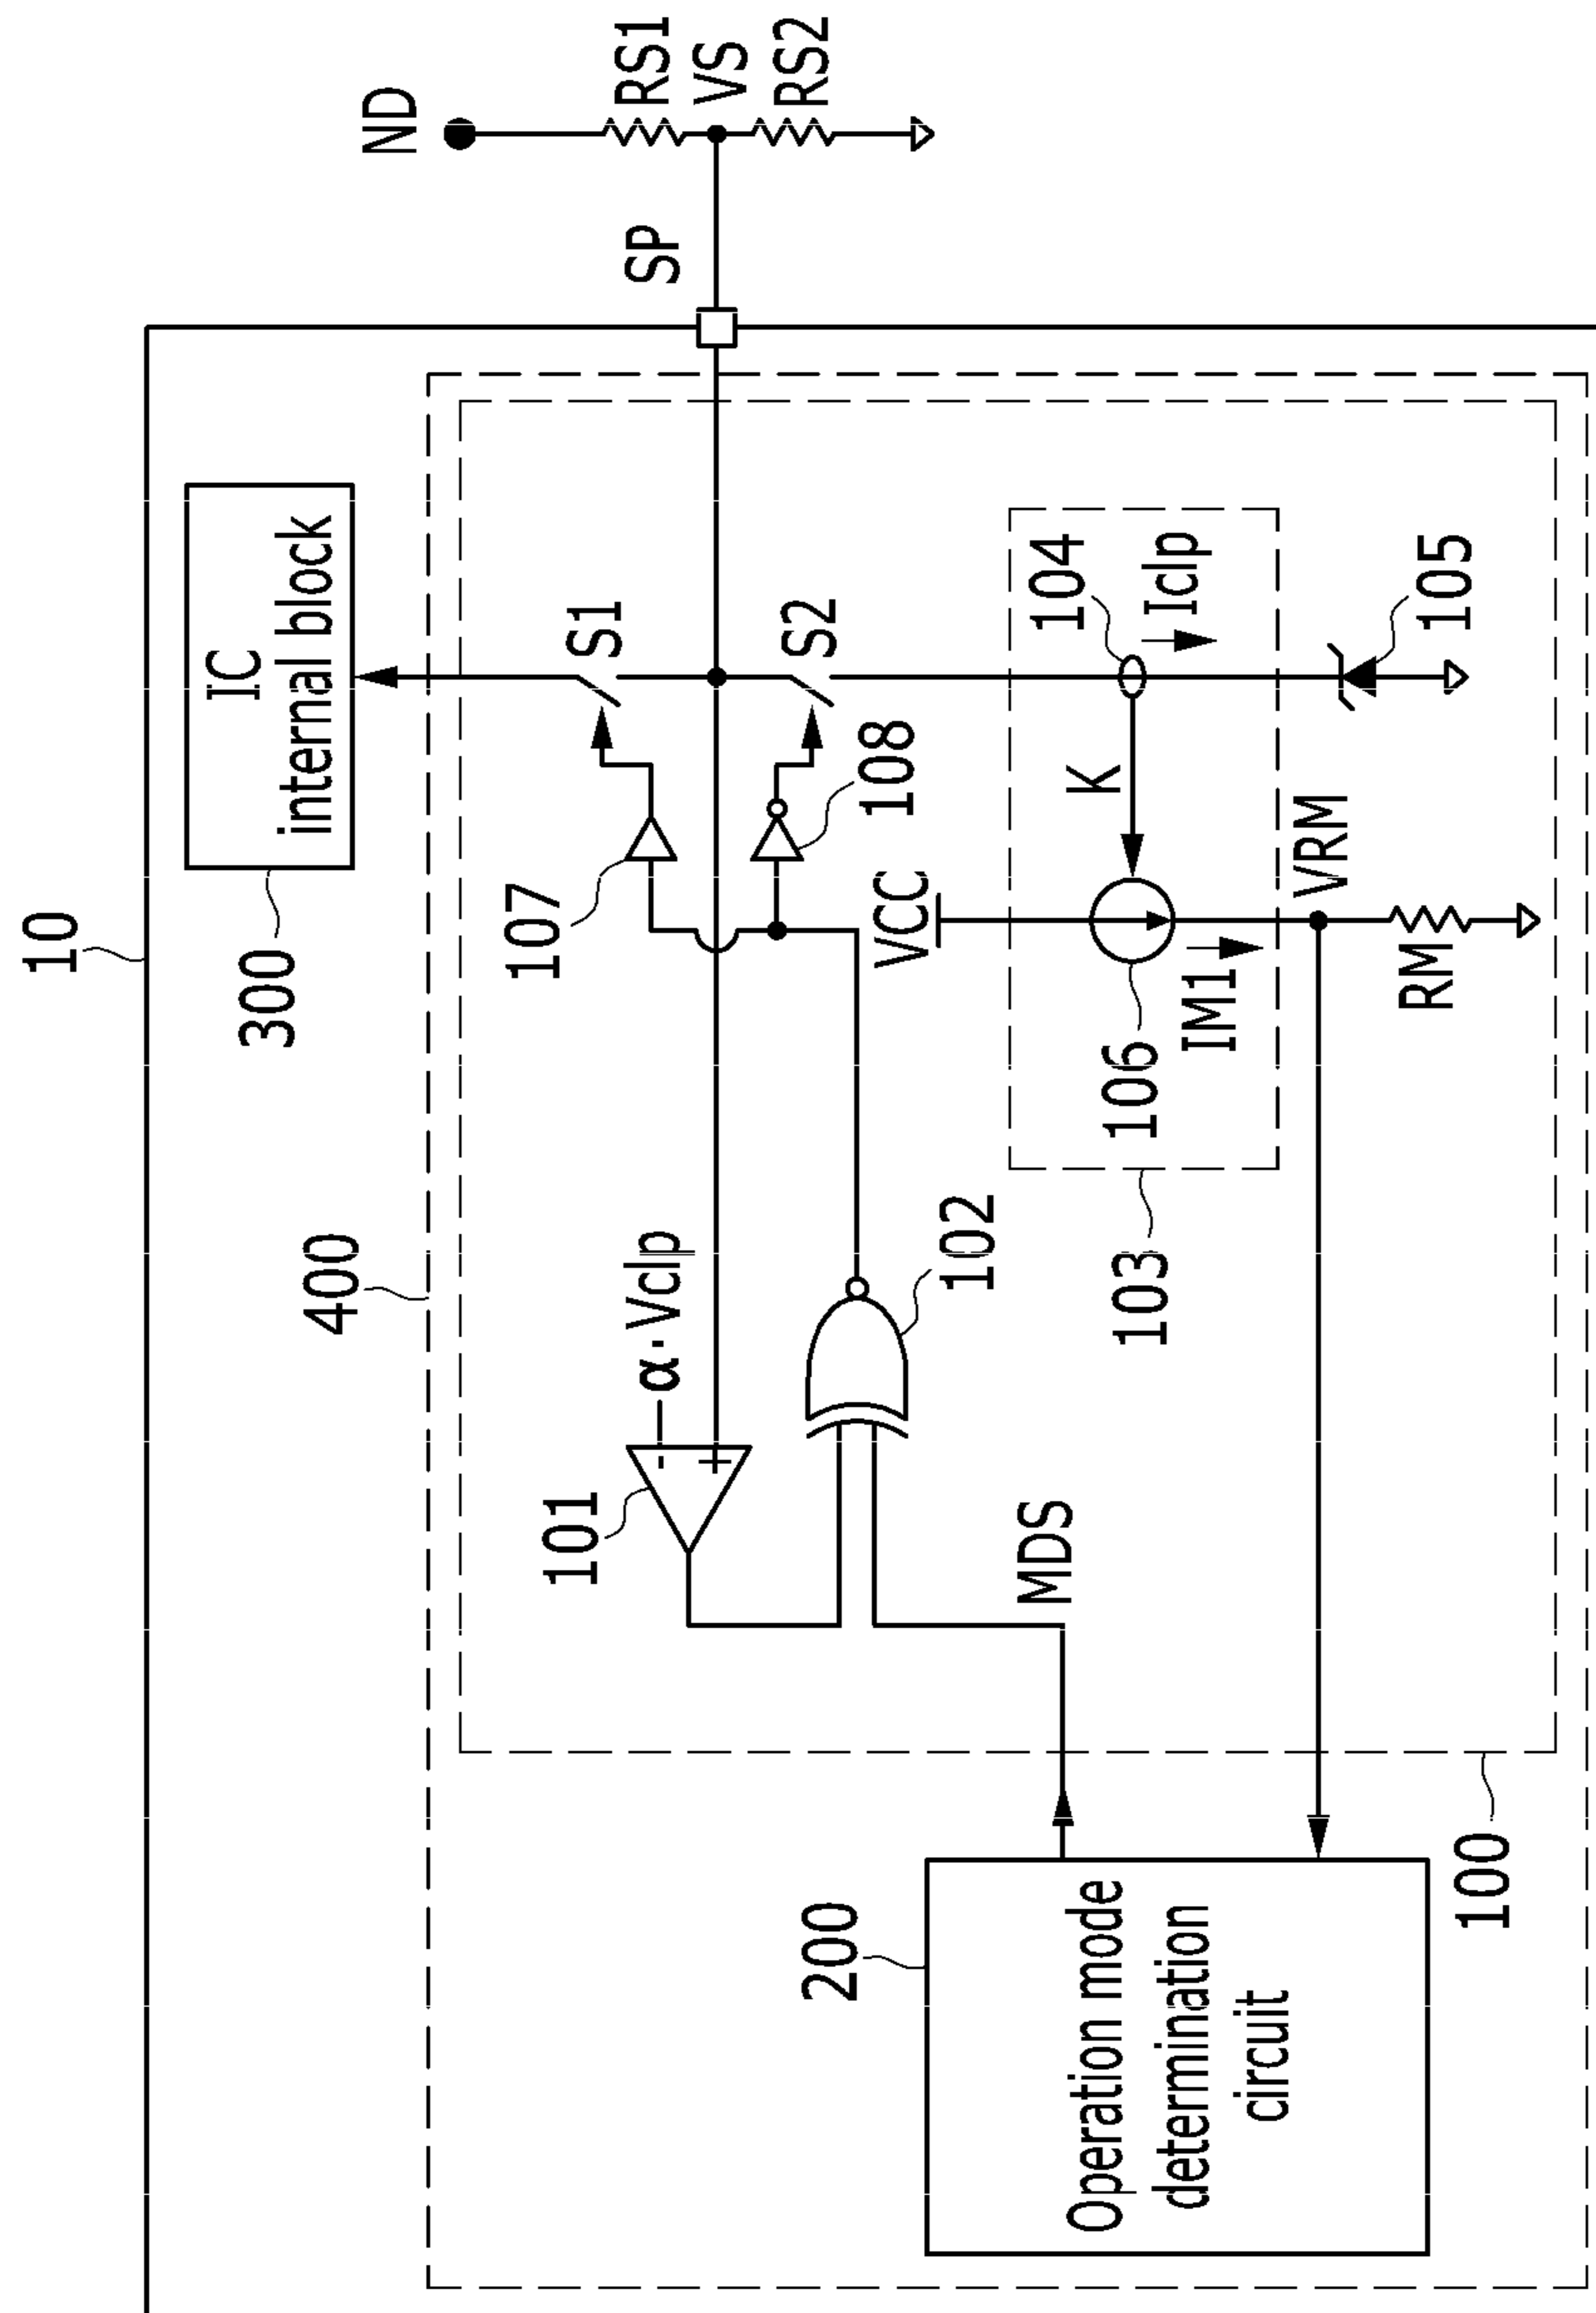 10
300
IC
internal block
ND
RS1
VS
RS2
SP
400
S1
107
S2
108
α·Vclp
101
102
VCC
104
K
Iclp
106
IM1
103
105
VRM
RM
MDS
200
Operation mode
determination
circuit
100
-
+